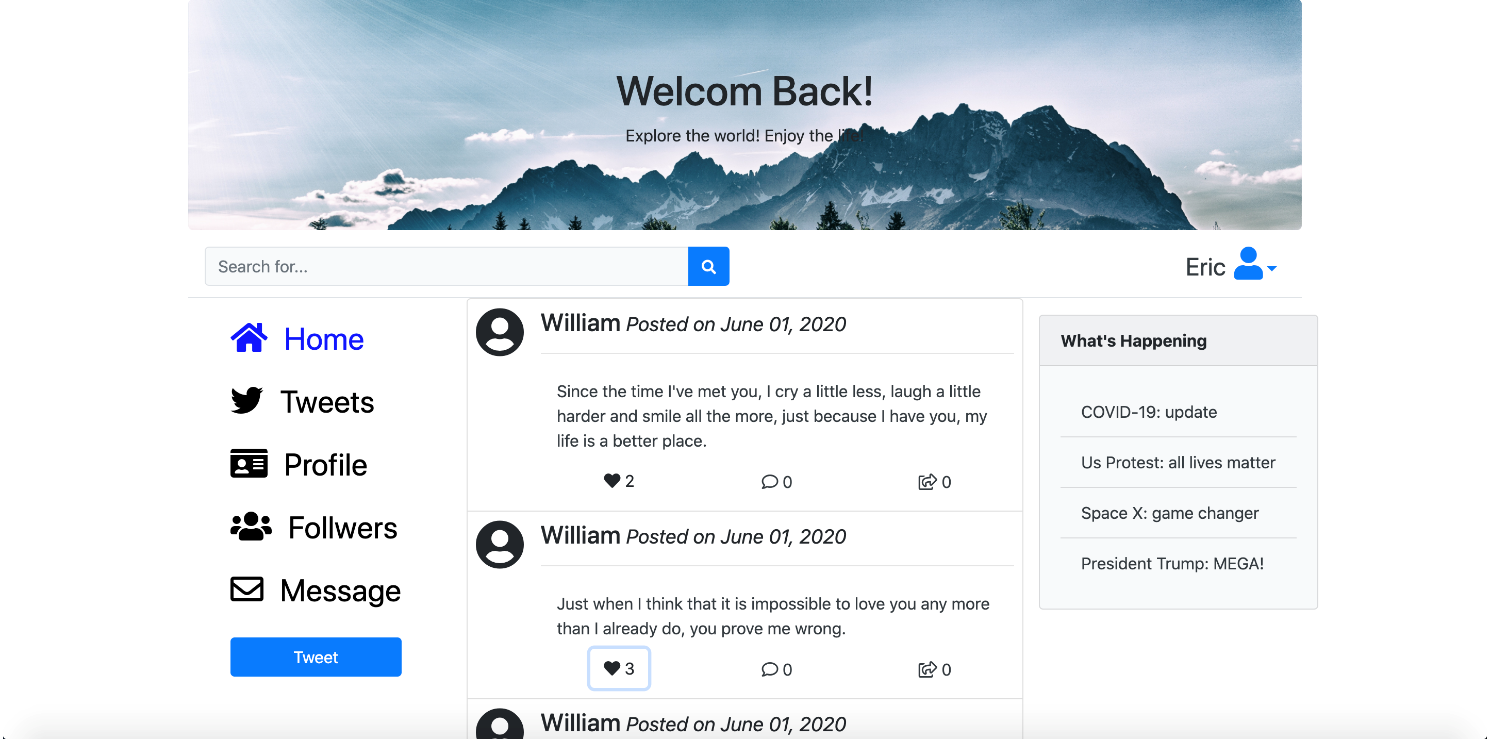 Welcom Back!
Explore the world! Enjoy the life!
Search for...
Eric
Home
Tweets
Profile
Follwers
Message
Tweet
William Posted on June 01, 2020
Since the time I've met you, I cry a little less, laugh a little
harder and smile all the more, just because I have you, my
life is a better place.
2 0 0
William Posted on June 01, 2020
Just when I think that it is impossible to love you any more
than I already do, you prove me wrong.
3 0 0
William Posted on June 01, 2020
What's Happening
COVID-19: update
Us Protest: all lives matter
Space X: game changer
President Trump: MEGA!